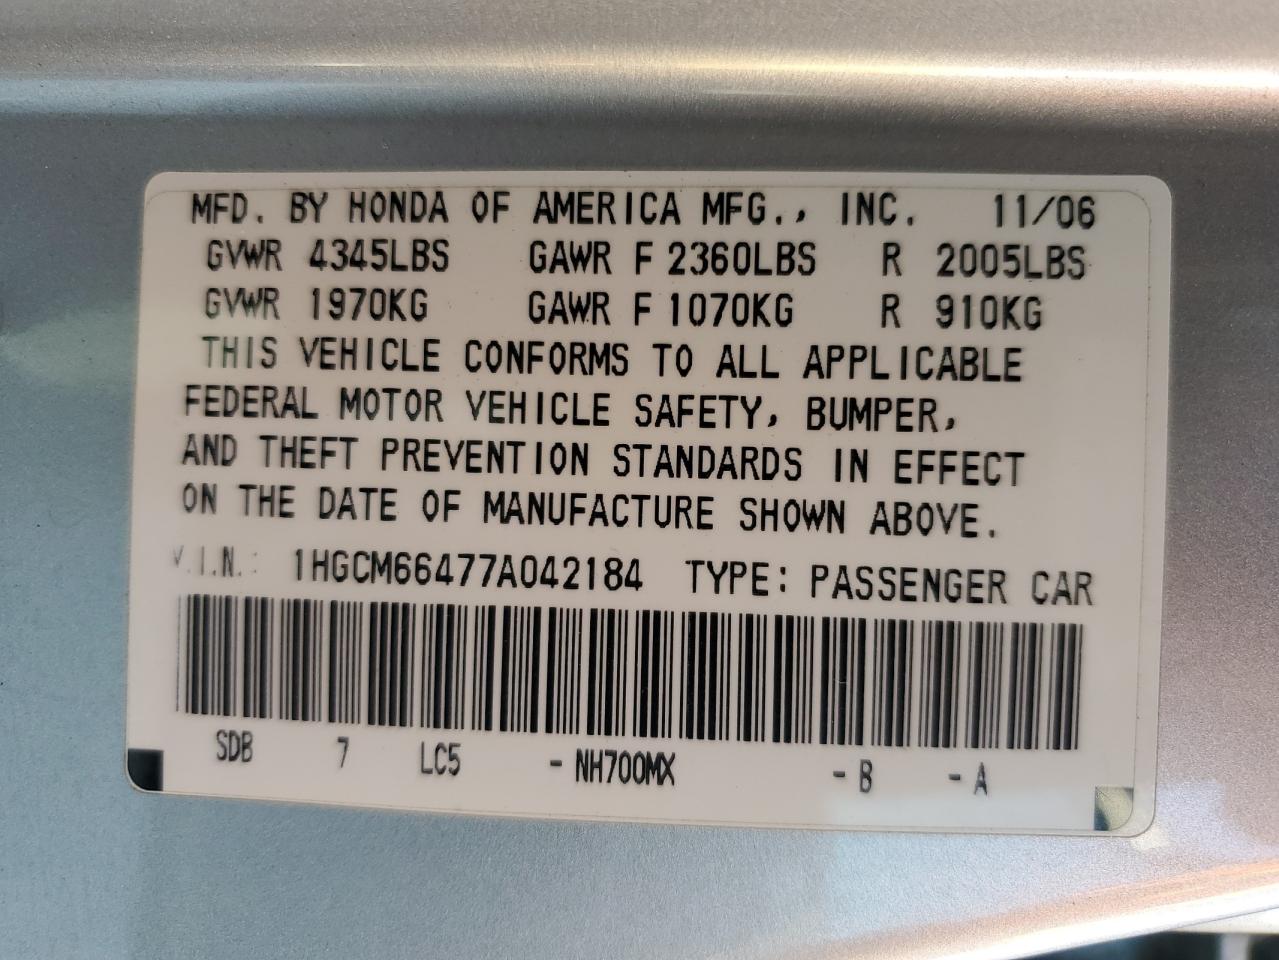 MFD. BY HONDA OF AMERICA MFG., INC. 11/06
GVWR 4345LBS GAWR F 2360LBS R 2005LBS
GVWR 1970KG GAWR F 1070KG R 910KG
THIS VEHICLE CONFORMS TO ALL APPLICABLE
FEDERAL MOTOR VEHICLE SAFETY, BUMPER,
AND THEFT PREVENTION STANDARDS IN EFFECT
ON THE DATE OF MANUFACTURE SHOWN ABOVE.
V.I.N.: 1HGCM66477A042184 TYPE: PASSENGER CAR
SDB 7 LC5 - NH700MX - B - A